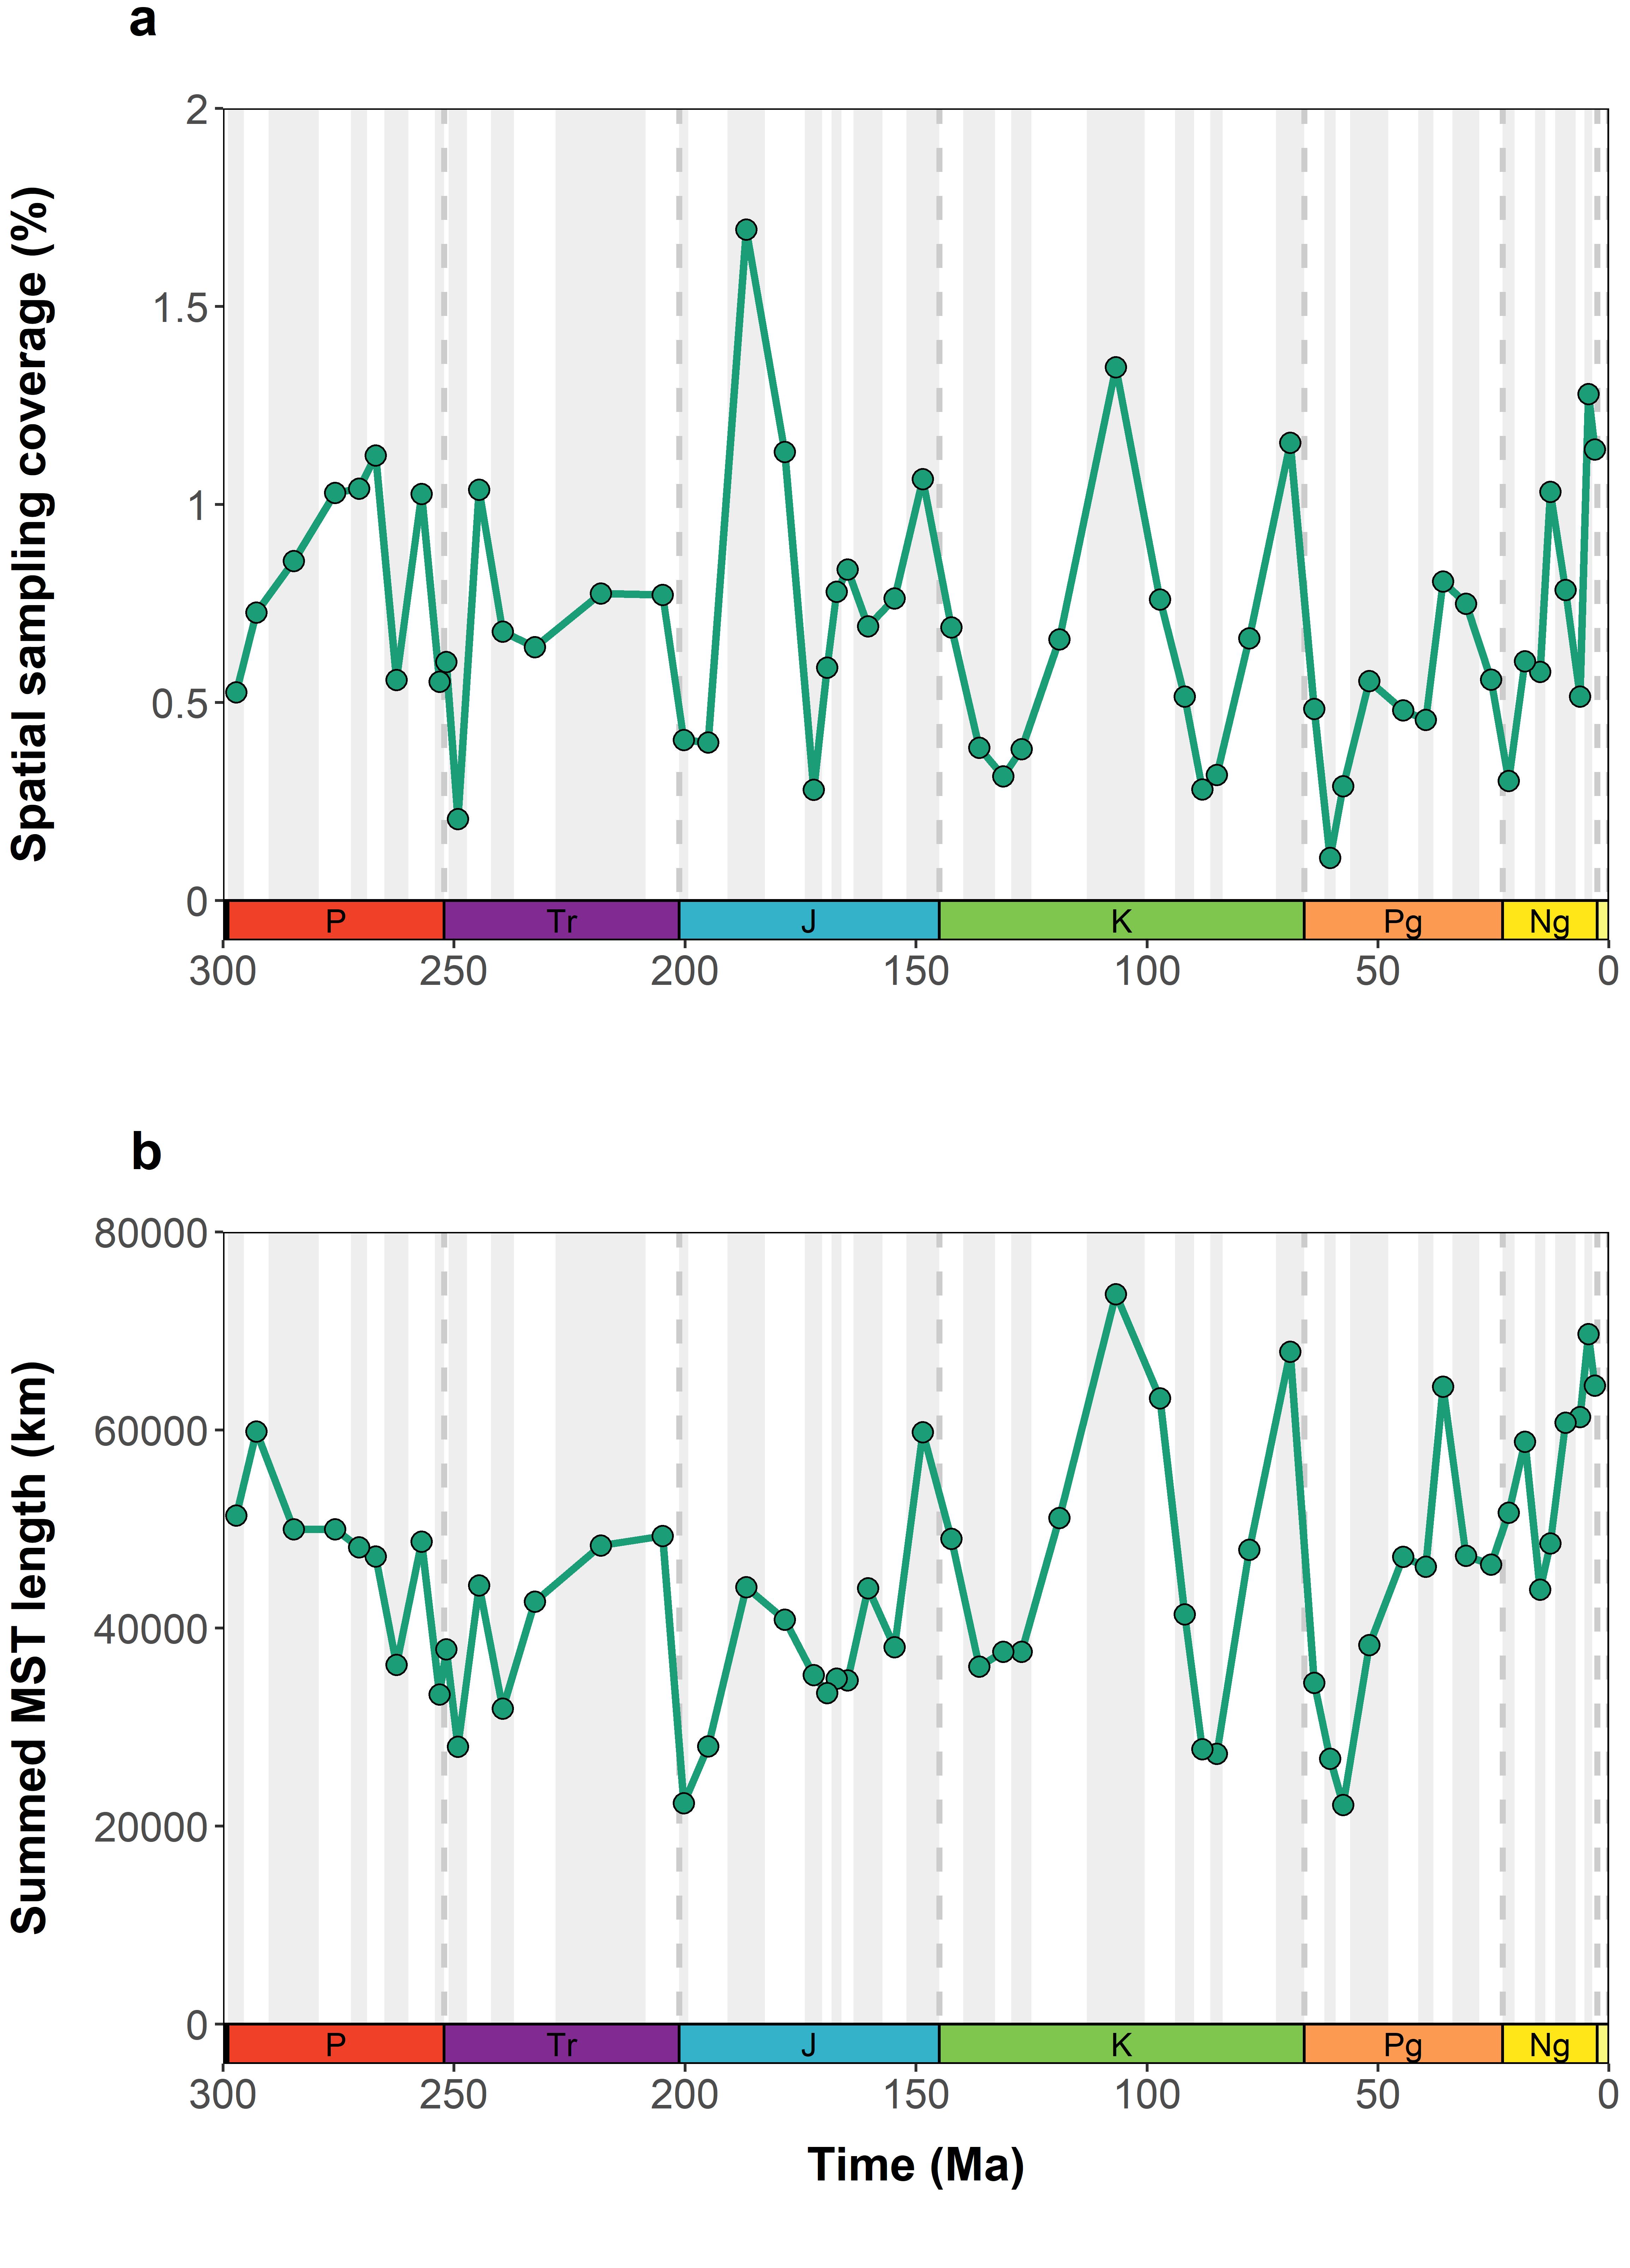 a
Spatial sampling coverage (%)
2
1.5
1
0.5
0
P Tr J K Pg Ng
300 250 200 150 100 50 0
b
Summed MST length (km)
80000
60000
40000
20000
0
P Tr J K Pg Ng
300 250 200 150 100 50 0
Time (Ma)